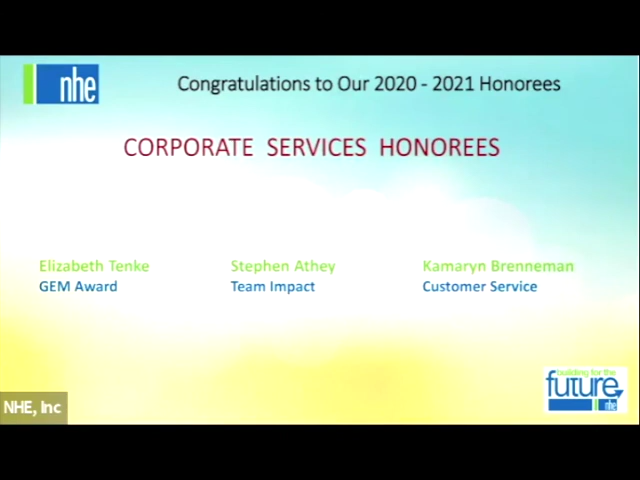 nhe
Congratulations to Our 2020 - 2021 Honorees
CORPORATE SERVICES HONOREES
Elizabeth Tenke
GEM Award
Stephen Athey
Team Impact
Kamaryn Brenneman
Customer Service
NHE, Inc
building for the
future
nhe